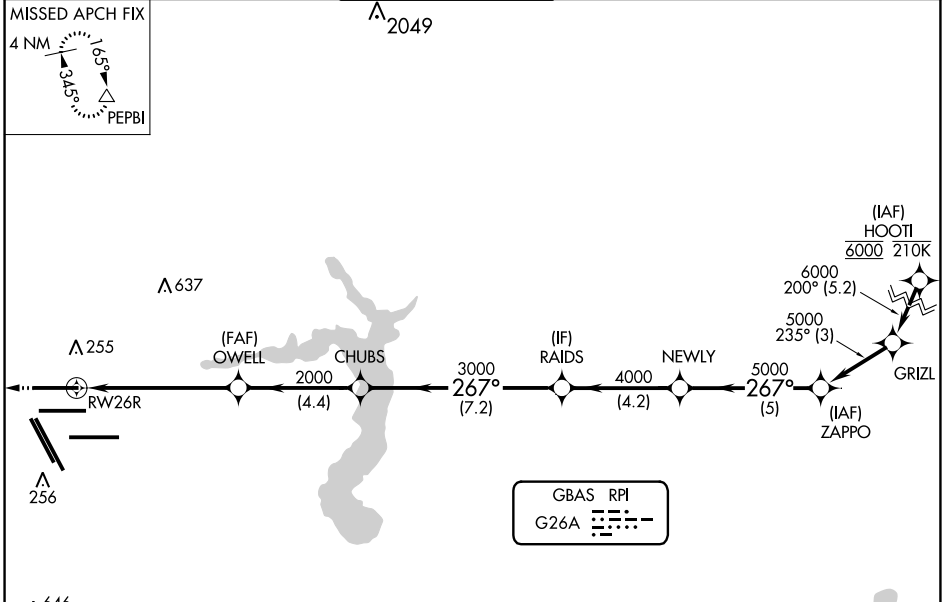 MISSED APCH FIX
4 NM
165°
345°
PEPBI
2049
(IAF)
HOOTI
6000 210K
6000
200° (5.2)
5000
235° (3)
GRIZL
637
255
(FAF)
OWELL
CHUBS
(IF)
RAIDS
NEWLY
2000
(4.4)
3000
267°
(7.2)
4000
(4.2)
5000
267°
(5)
(IAF)
ZAPPO
RW26R
256
GBAS RPI
G26A
646